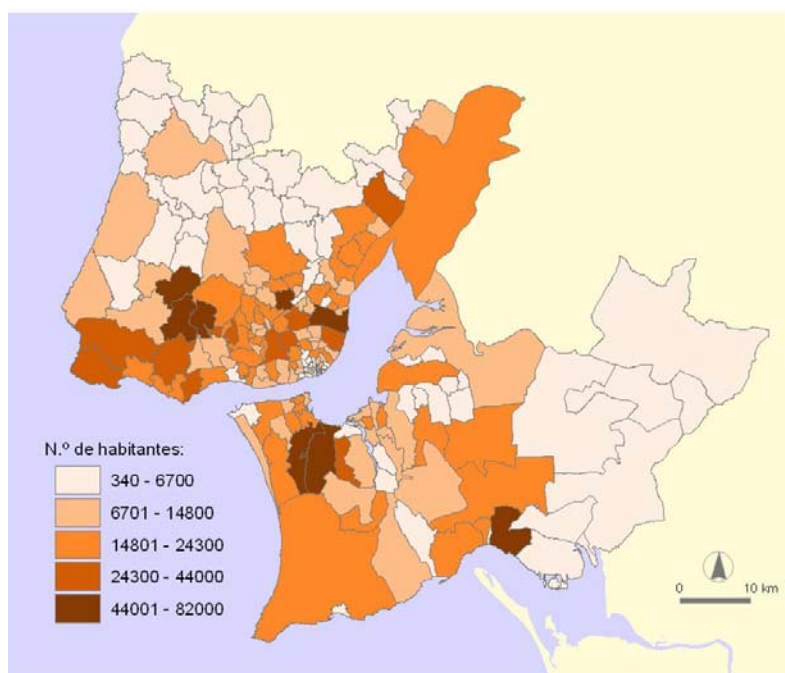 N.º de habitantes:
340 - 6700
6701 - 14800
14801 - 24300
24300 - 44000
44001 - 82000
0 10 km